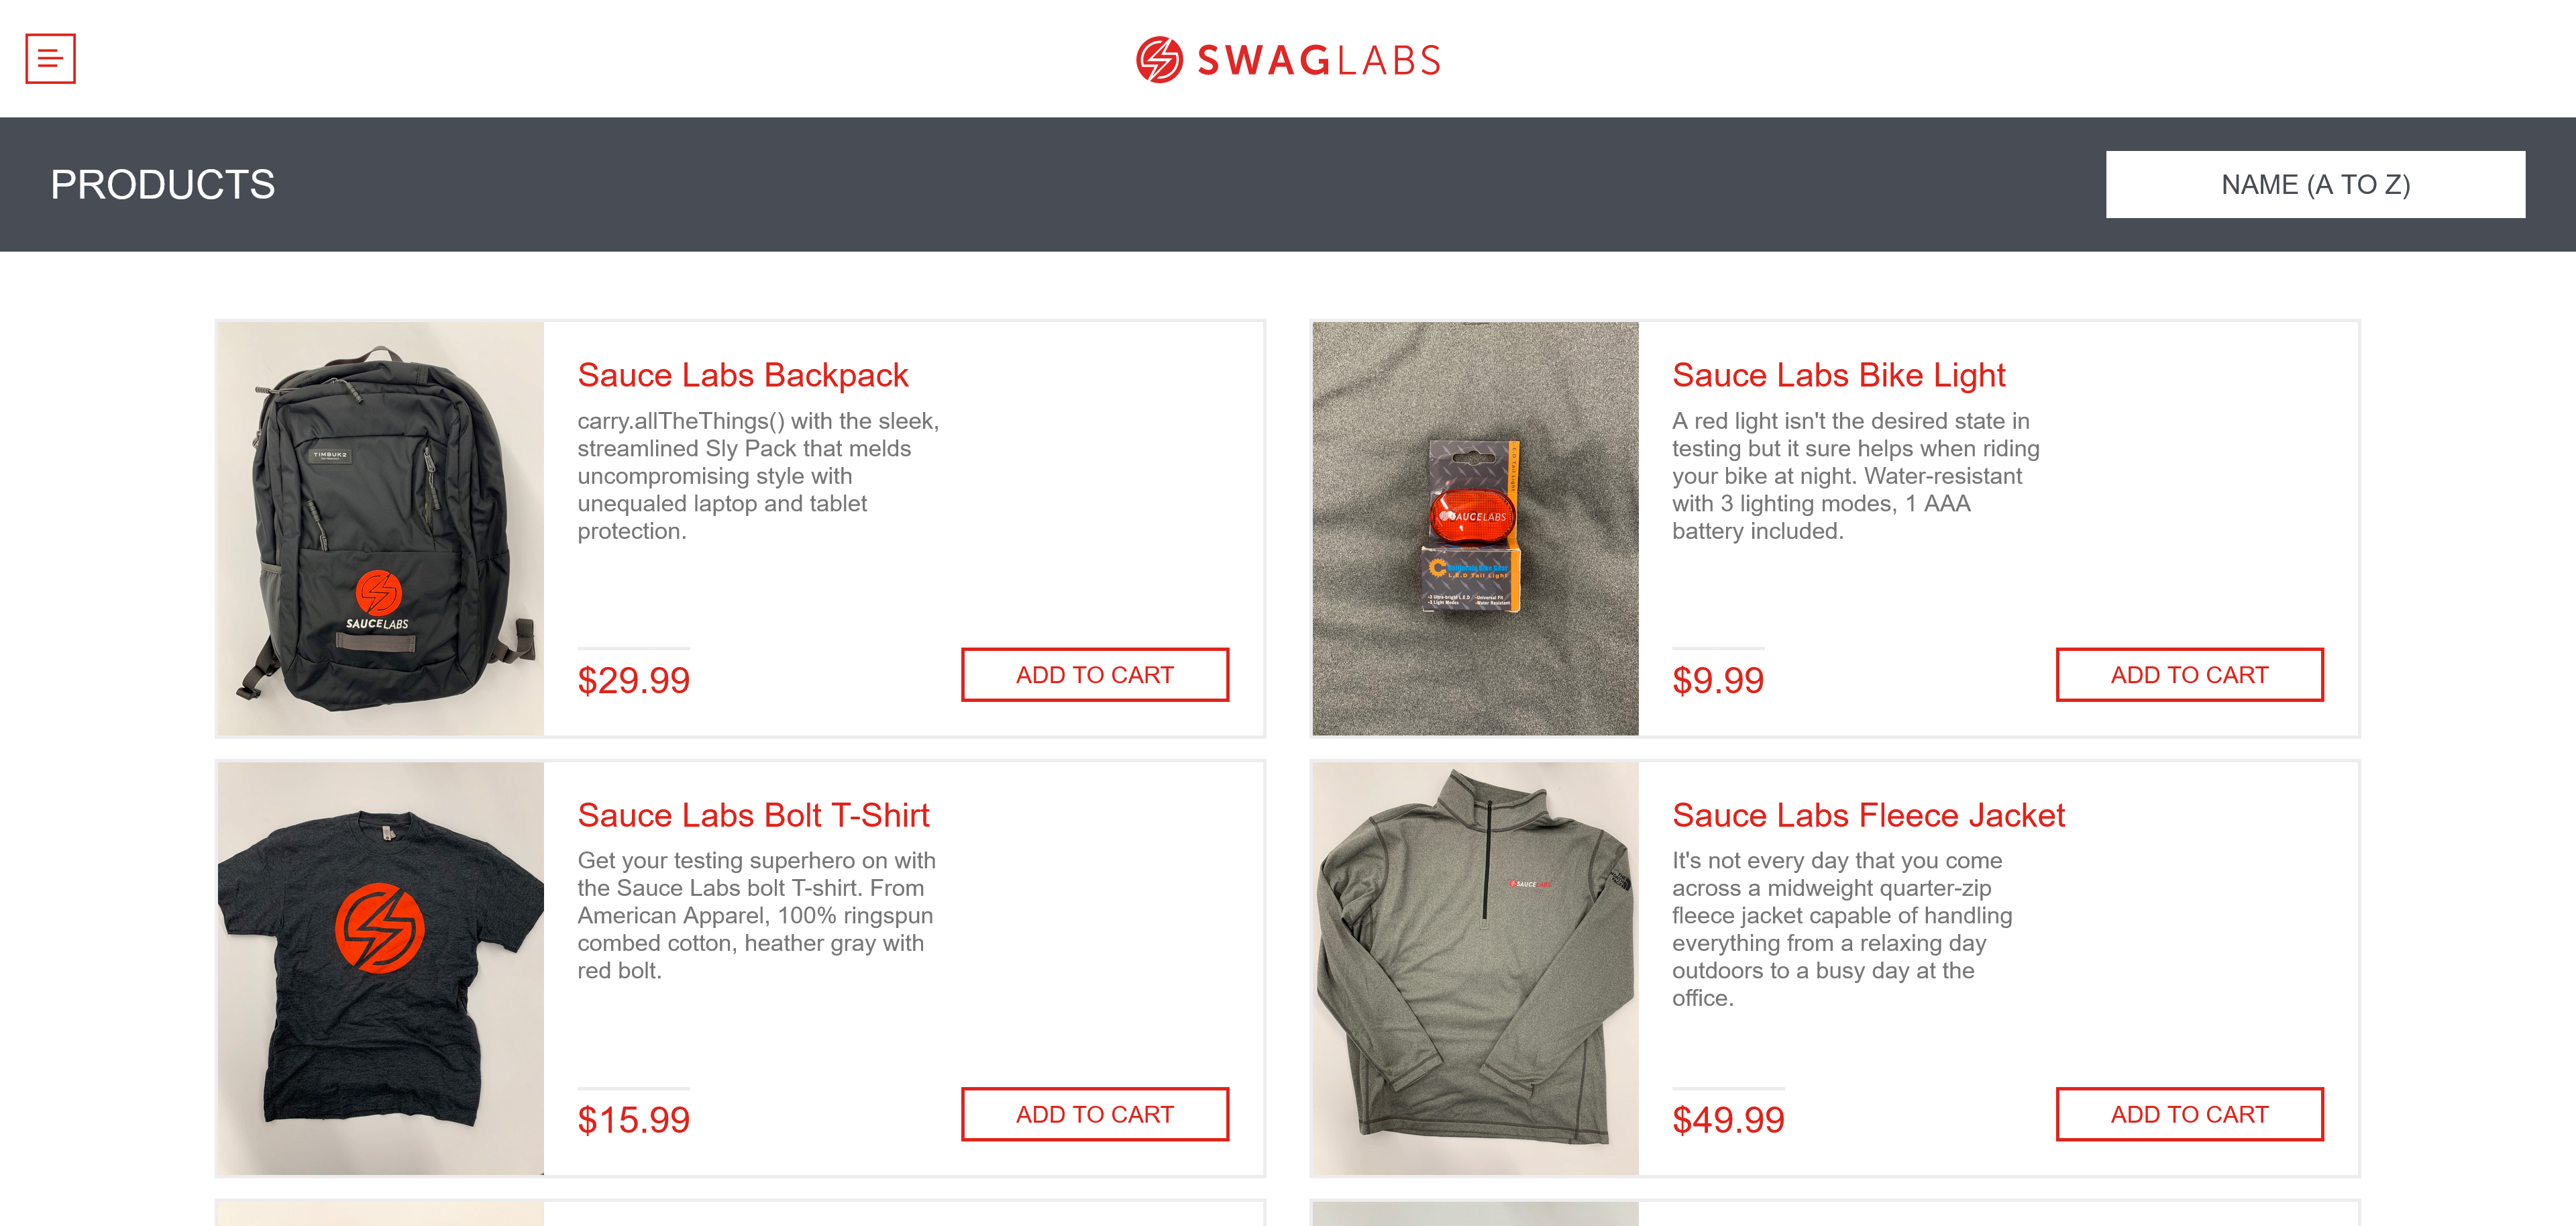 SWAGLABS
PRODUCTS
NAME (A TO Z)
TIMBUK2
SAUCELABS
Sauce Labs Backpack
carry.allTheThings() with the sleek,
streamlined Sly Pack that melds
uncompromising style with
unequaled laptop and tablet
protection.
$29.99
ADD TO CART
SAUCELABS
California Bike Gear
L.E.D Tail Light
Sauce Labs Bike Light
A red light isn't the desired state in
testing but it sure helps when riding
your bike at night. Water-resistant
with 3 lighting modes, 1 AAA
battery included.
$9.99
ADD TO CART
Sauce Labs Bolt T-Shirt
Get your testing superhero on with
the Sauce Labs bolt T-shirt. From
American Apparel, 100% ringspun
combed cotton, heather gray with
red bolt.
$15.99
ADD TO CART
SAUCELABS
Sauce Labs Fleece Jacket
It's not every day that you come
across a midweight quarter-zip
fleece jacket capable of handling
everything from a relaxing day
outdoors to a busy day at the
office.
$49.99
ADD TO CART